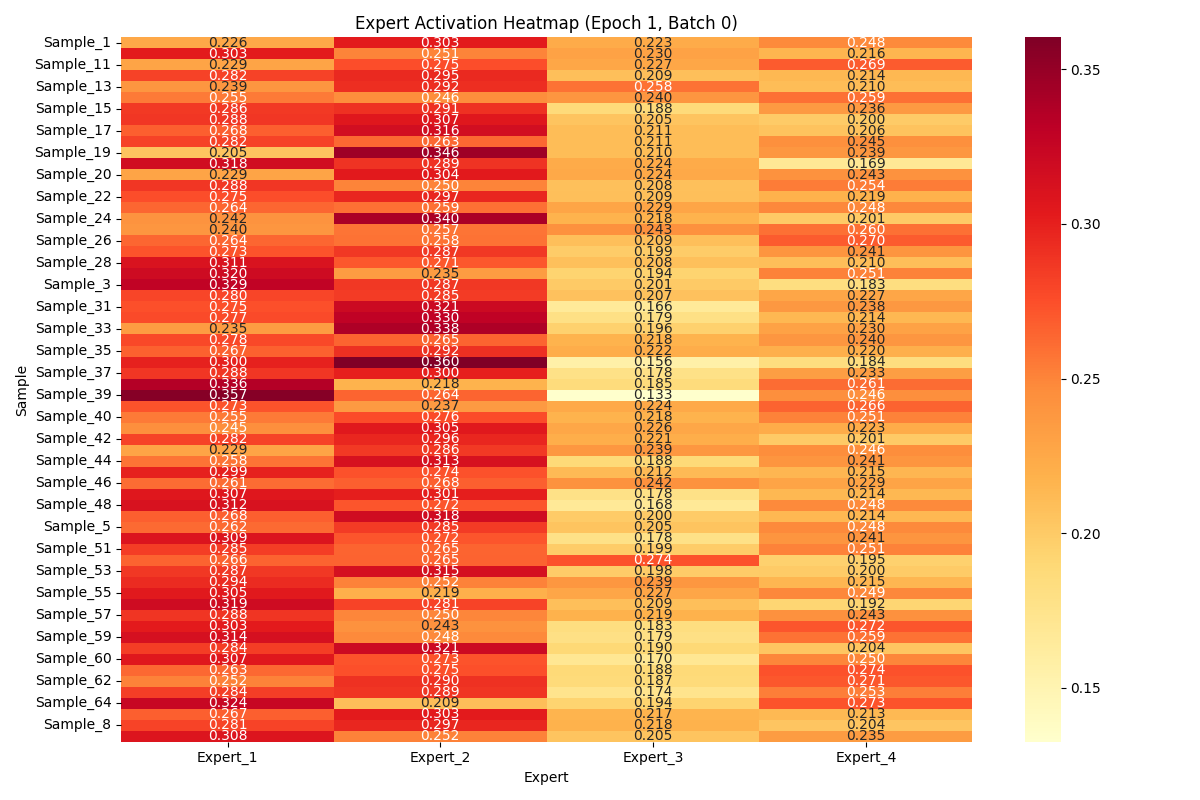 Expert Activation Heatmap (Epoch 1, Batch 0)
Sample_1 0.226 0.303 0.223 0.248
0.303 0.251 0.230 0.216
Sample_11 0.229 0.275 0.227 0.269
0.282 0.295 0.209 0.214
Sample_13 0.239 0.292 0.258 0.210
0.255 0.246 0.240 0.259
Sample_15 0.286 0.291 0.188 0.236
0.288 0.307 0.205 0.200
Sample_17 0.268 0.316 0.211 0.206
0.282 0.263 0.211 0.245
Sample_19 0.205 0.346 0.210 0.239
0.318 0.289 0.224 0.169
Sample_20 0.229 0.304 0.224 0.243
0.288 0.250 0.208 0.254
Sample_22 0.275 0.297 0.209 0.219
0.264 0.259 0.229 0.248
Sample_24 0.242 0.340 0.218 0.201
0.240 0.257 0.243 0.260
Sample_26 0.264 0.258 0.209 0.270
0.273 0.287 0.199 0.241
Sample_28 0.311 0.271 0.208 0.210
0.320 0.235 0.194 0.251
Sample_3 0.329 0.287 0.201 0.183
0.280 0.285 0.207 0.227
Sample_31 0.275 0.321 0.166 0.238
0.277 0.330 0.179 0.214
Sample_33 0.235 0.338 0.196 0.230
0.278 0.265 0.218 0.240
Sample_35 0.267 0.292 0.222 0.220
0.300 0.360 0.156 0.184
Sample_37 0.288 0.300 0.178 0.233
0.336 0.218 0.185 0.261
Sample_39 0.357 0.264 0.133 0.246
0.273 0.237 0.224 0.266
Sample_40 0.255 0.276 0.218 0.251
0.245 0.305 0.226 0.223
Sample_42 0.282 0.296 0.221 0.201
0.229 0.286 0.239 0.246
Sample_44 0.258 0.313 0.188 0.241
0.299 0.274 0.212 0.215
Sample_46 0.261 0.268 0.242 0.229
0.307 0.301 0.178 0.214
Sample_48 0.312 0.272 0.168 0.248
0.268 0.318 0.200 0.214
Sample_5 0.262 0.285 0.205 0.248
0.309 0.272 0.178 0.241
Sample_51 0.285 0.265 0.199 0.251
0.266 0.265 0.274 0.195
Sample_53 0.287 0.315 0.198 0.200
0.294 0.252 0.239 0.215
Sample_55 0.305 0.219 0.227 0.249
0.319 0.281 0.209 0.192
Sample_57 0.288 0.250 0.219 0.243
0.303 0.243 0.183 0.272
Sample_59 0.314 0.248 0.179 0.259
0.284 0.321 0.190 0.204
Sample_60 0.307 0.273 0.170 0.250
0.263 0.275 0.188 0.274
Sample_62 0.252 0.290 0.187 0.271
0.284 0.289 0.174 0.253
Sample_64 0.324 0.209 0.194 0.273
0.267 0.303 0.217 0.213
Sample_8 0.281 0.297 0.218 0.204
0.308 0.252 0.205 0.235
Expert_1 Expert_2 Expert_3 Expert_4
Expert
Sample
0.35
0.30
0.25
0.20
0.15